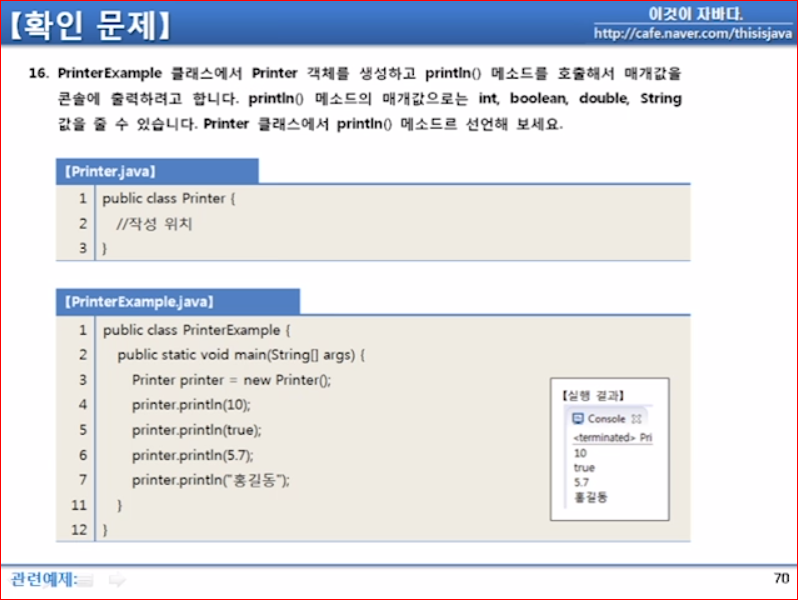 【확인 문제】
이것이 자바다.
http://cafe.naver.com/thisisjava
16. PrinterExample 클래스에서 Printer 객체를 생성하고 println() 메소드를 호출해서 매개값을
콘솔에 출력하려고 합니다. println() 메소드의 매개값으로는 int, boolean, double, String
값을 줄 수 있습니다. Printer 클래스에서 println() 메소드르 선언해 보세요.
【Printer.java】
1 public class Printer {
2 //작성 위치
3 }
【PrinterExample.java】
1 public class PrinterExample {
2 public static void main(String[] args) {
3 Printer printer = new Printer();
4 printer.println(10);
5 printer.println(true);
6 printer.println(5.7);
7 printer.println("홍길동");
11 }
12 }
【실행 결과】
Console
<terminated> Pri
10
true
5.7
홍길동
관련예제:
70